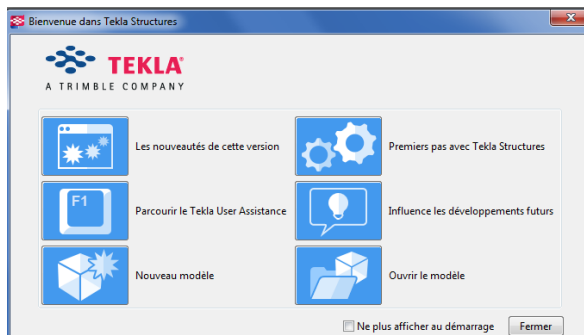 Bienvenue dans Tekla Structures
TEKLA®
A TRIMBLE COMPANY
Les nouveautés de cette version
Premiers pas avec Tekla Structures
F1
Parcourir le Tekla User Assistance
Influence les développements futurs
Nouveau modèle
Ouvrir le modèle
Ne plus afficher au démarrage
Fermer